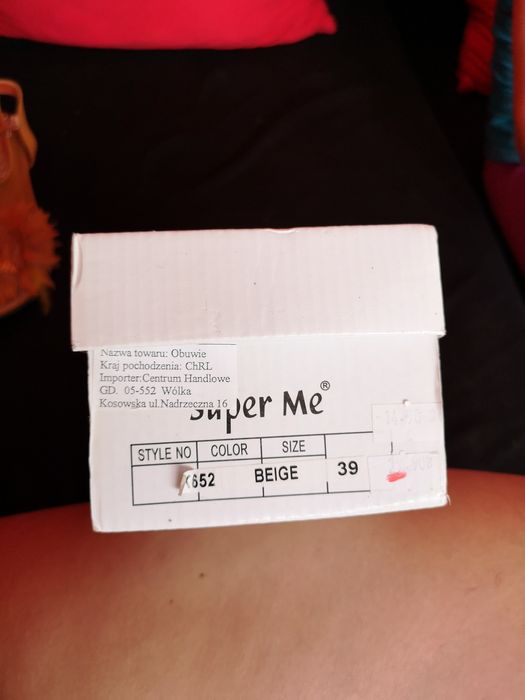 Nazwa towaru: Obuwie
Kraj pochodzenia: ChRL
Importer:Centrum Handlowe
GD. 05-552 Wólka
Kosowska ul.Nadrzeczna 16
Super Me®
STYLE NO COLOR SIZE
X652 BEIGE 39